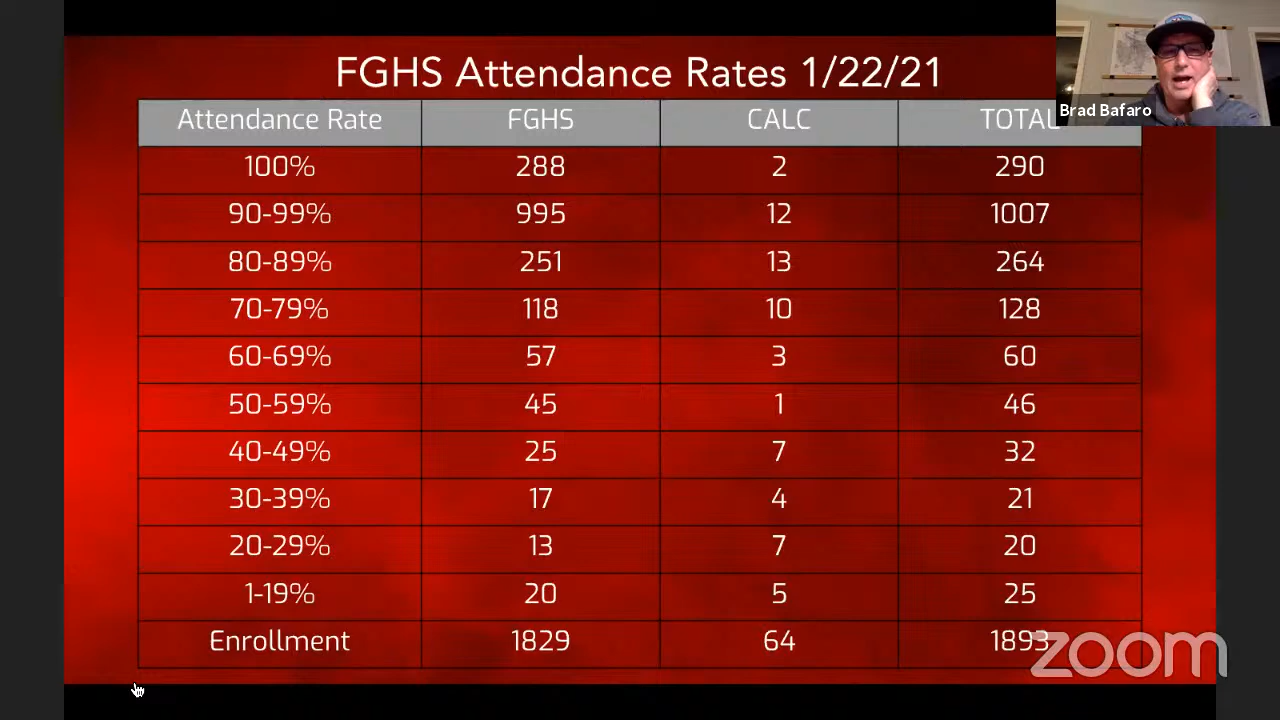 FGHS Attendance Rates 1/22/21
Brad Bafaro
Attendance Rate FGHS CALC TOTAL
100% 288 2 290
90-99% 995 12 1007
80-89% 251 13 264
70-79% 118 10 128
60-69% 57 3 60
50-59% 45 1 46
40-49% 25 7 32
30-39% 17 4 21
20-29% 13 7 20
1-19% 20 5 25
Enrollment 1829 64 1893
zoom